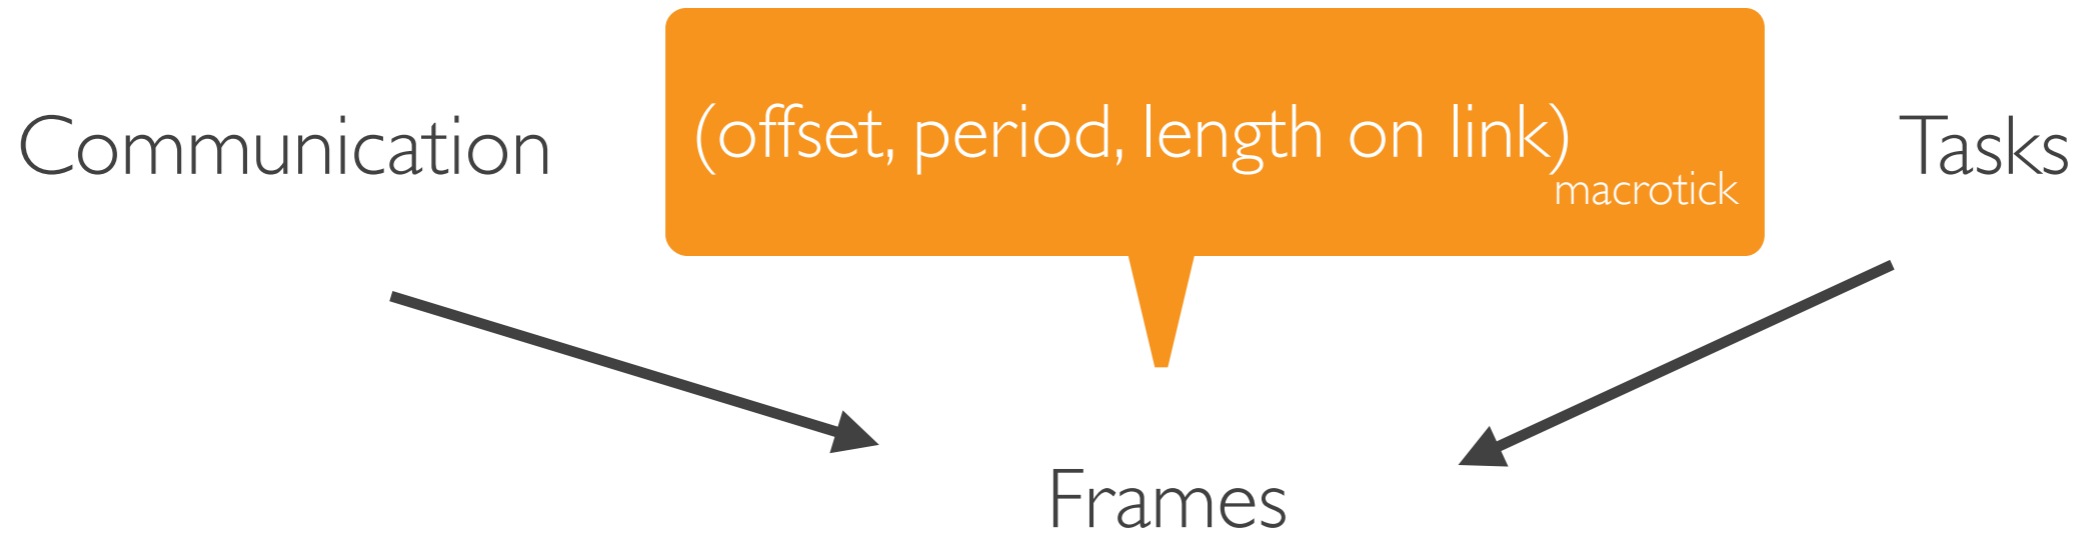 Communication
(offset, period, length on link)
macrotick
Tasks
Frames